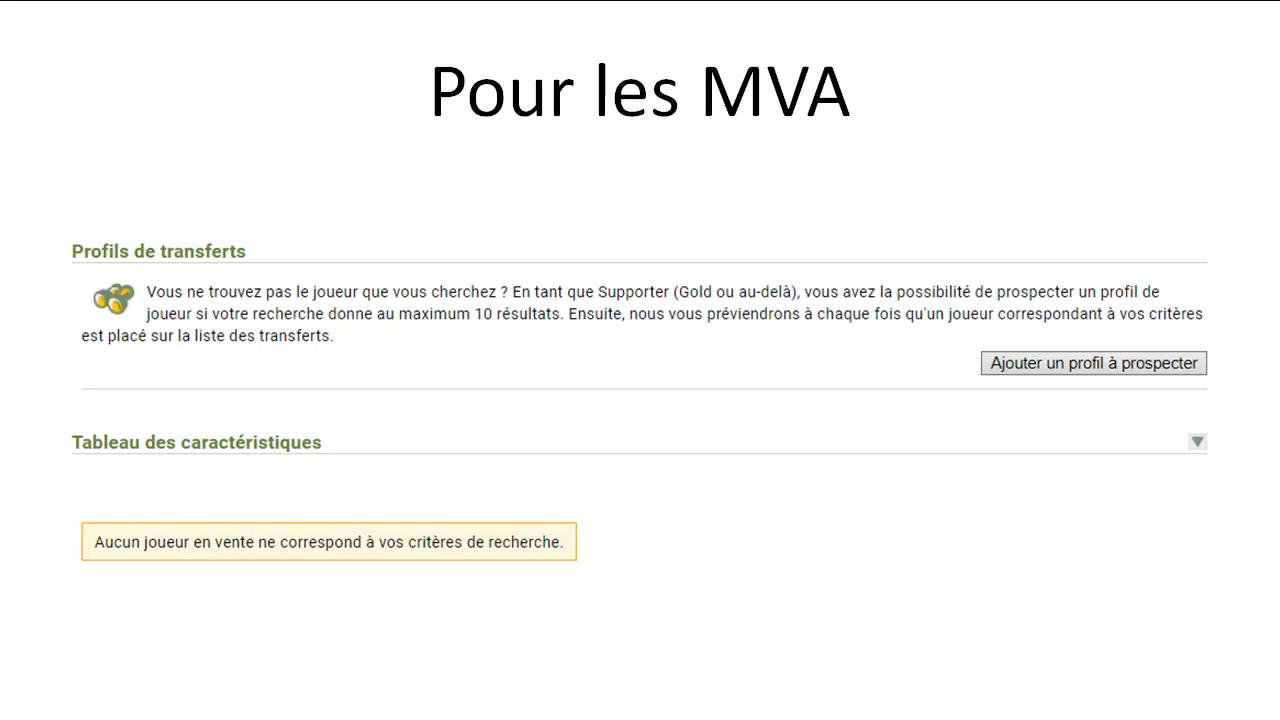 Pour les MVA
Profils de transferts
Vous ne trouvez pas le joueur que vous cherchez ? En tant que Supporter (Gold ou au-delà), vous avez la possibilité de prospecter un profil de
joueur si votre recherche donne au maximum 10 résultats. Ensuite, nous vous préviendrons à chaque fois qu'un joueur correspondant à vos critères
est placé sur la liste des transferts.
Ajouter un profil à prospecter
Tableau des caractéristiques
Aucun joueur en vente ne correspond à vos critères de recherche.